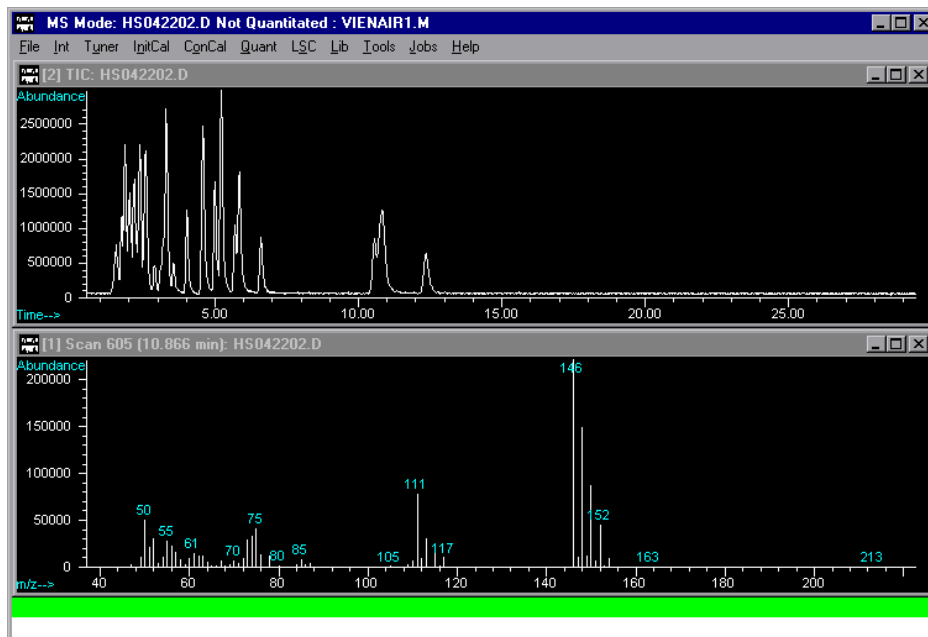 MS Mode: HS042202.D Not Quantitated : VIENAIR1.M
File Int Tuner InitCal ConCal Quant LSC Lib Tools Jobs Help
[2] TIC: HS042202.D
Abundance
2500000
2000000
1500000
1000000
500000
0
Time--> 5.00 10.00 15.00 20.00 25.00
[1] Scan 605 (10.866 min): HS042202.D
Abundance
146
200000
150000
100000
111
50000
50 55 61 70 75 80 85 105 117 152 163 213
0
m/z--> 40 60 80 100 120 140 160 180 200